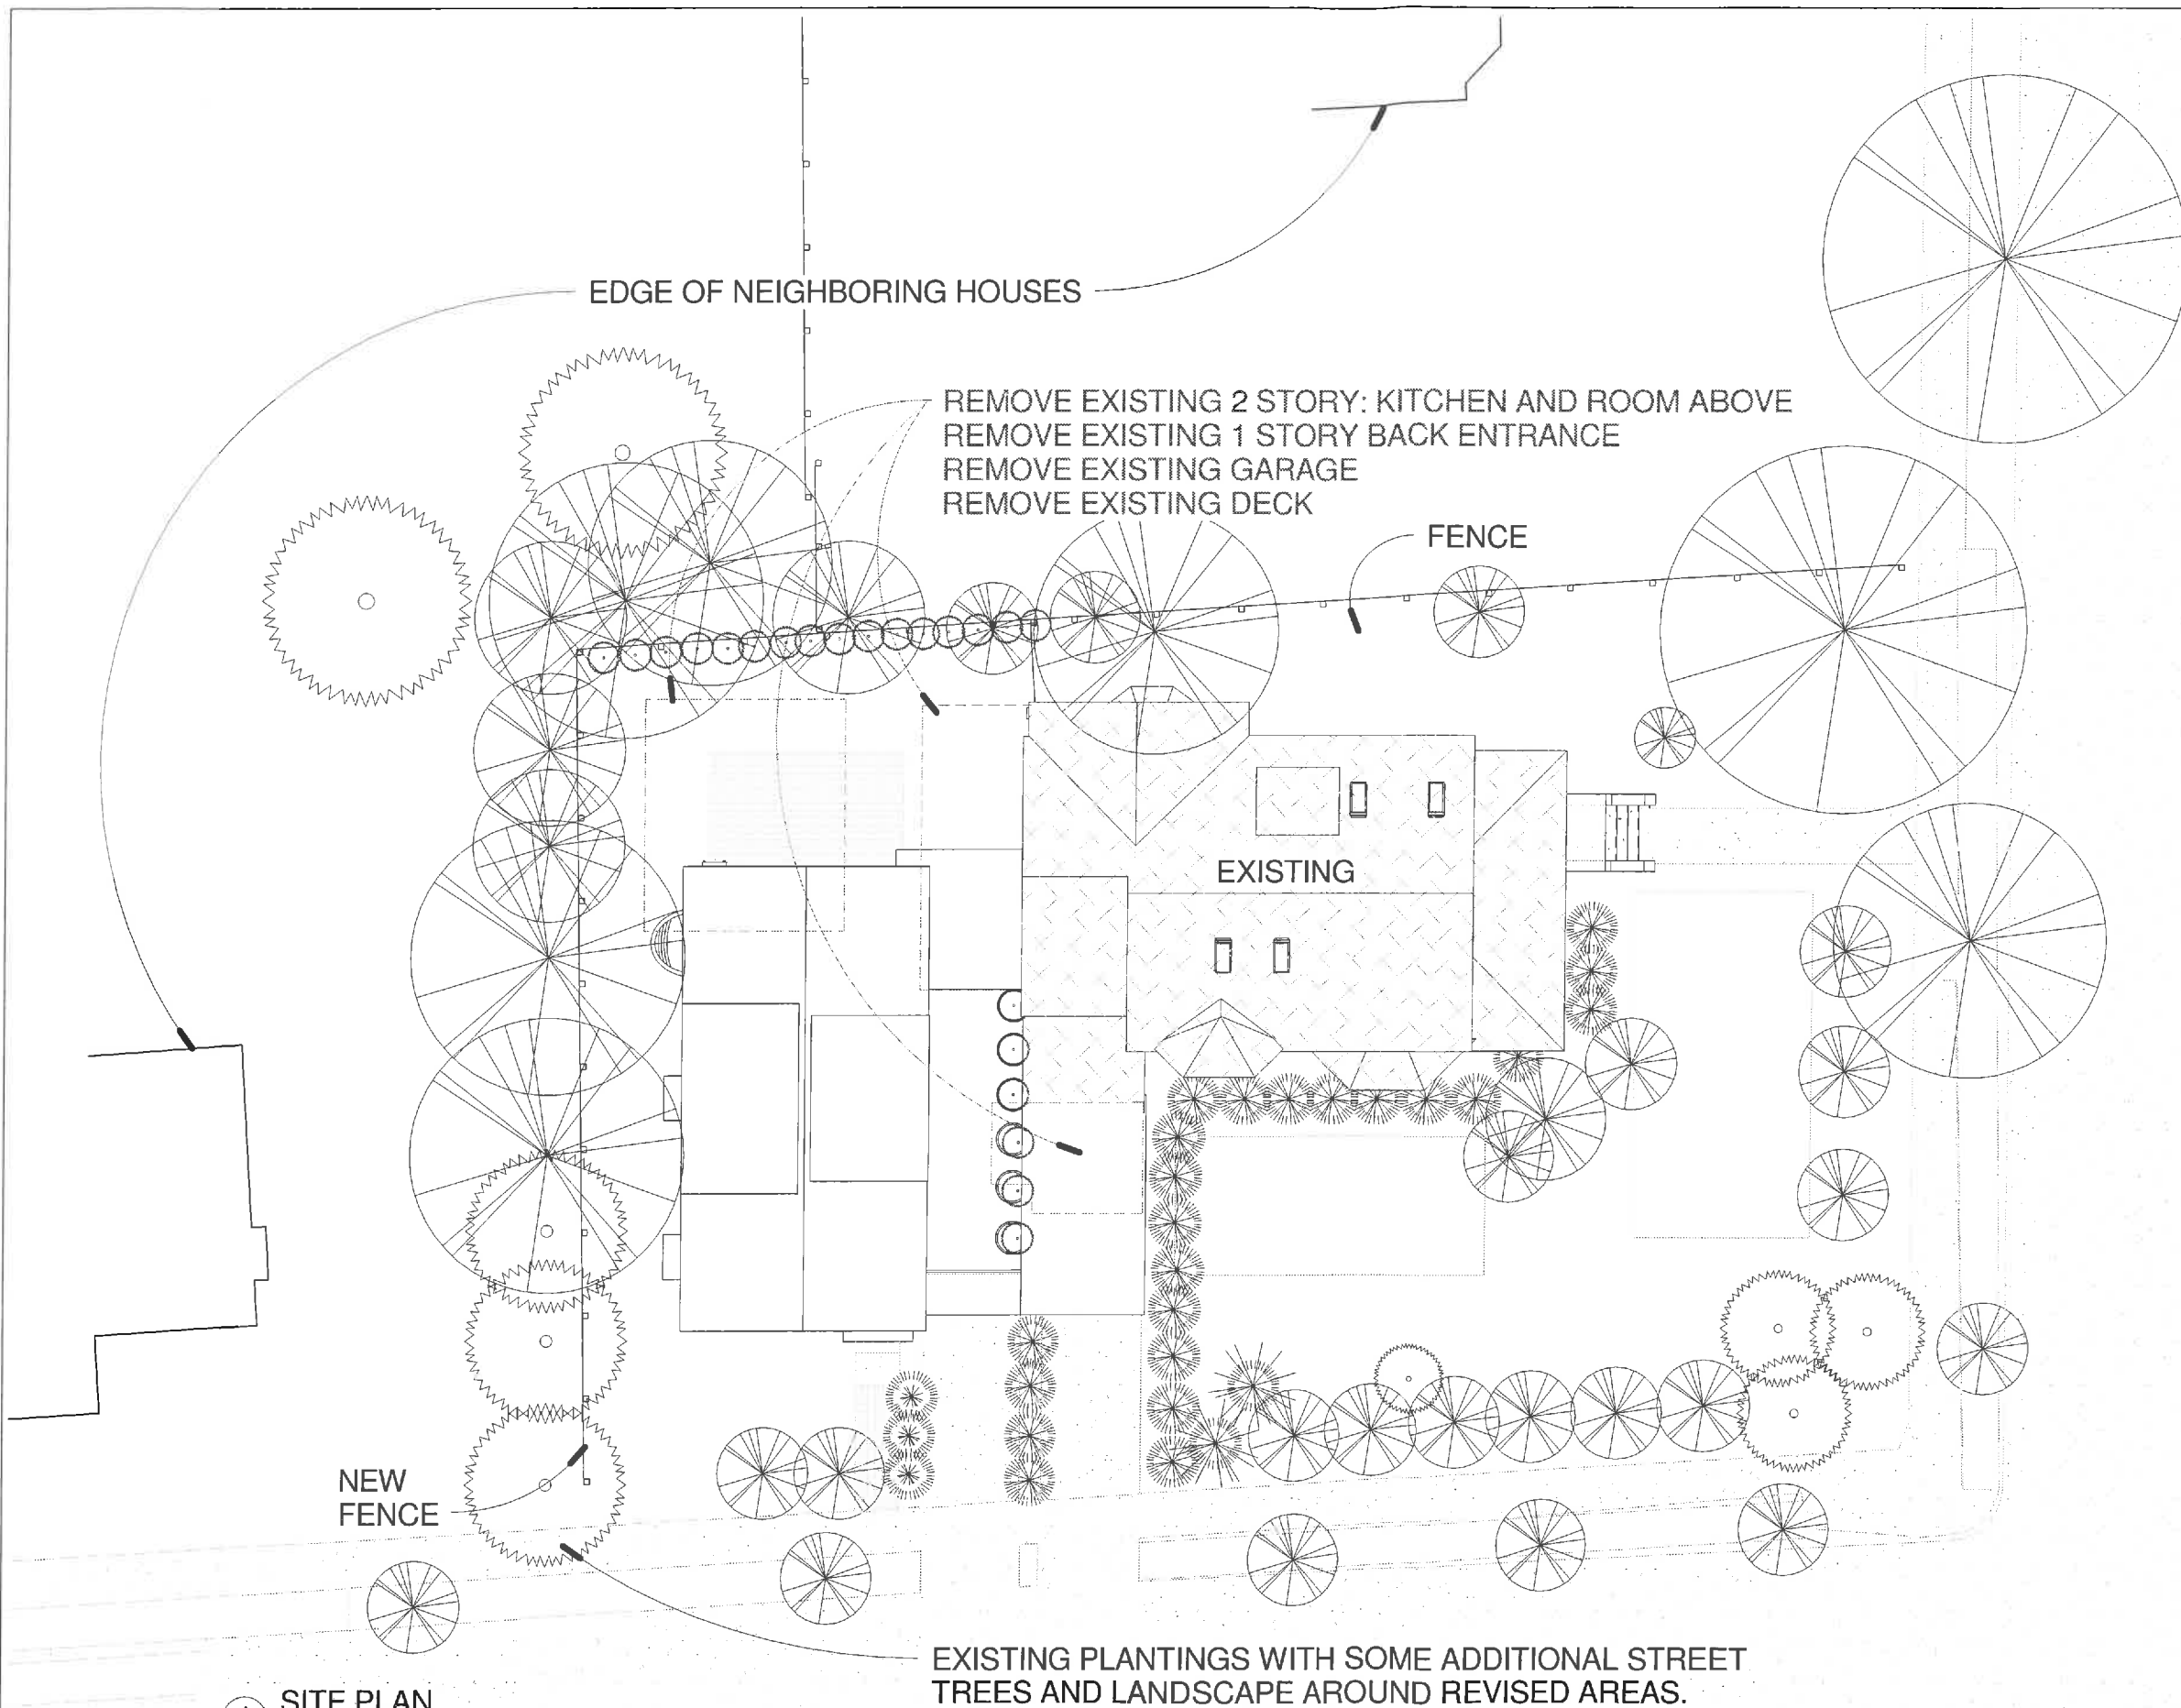 EDGE OF NEIGHBORING HOUSES
REMOVE EXISTING 2 STORY: KITCHEN AND ROOM ABOVE
REMOVE EXISTING 1 STORY BACK ENTRANCE
REMOVE EXISTING GARAGE
REMOVE EXISTING DECK
FENCE
EXISTING
NEW
FENCE
EXISTING PLANTINGS WITH SOME ADDITIONAL STREET
TREES AND LANDSCAPE AROUND REVISED AREAS.
SITE PLAN